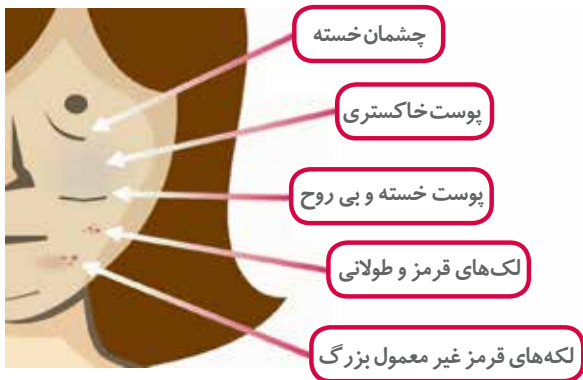 چشمان خسته
پوست خاکستری
پوست خسته و بی روح
لک‌های قرمز و طولانی
لکه‌های قرمز غیر معمول بزرگ